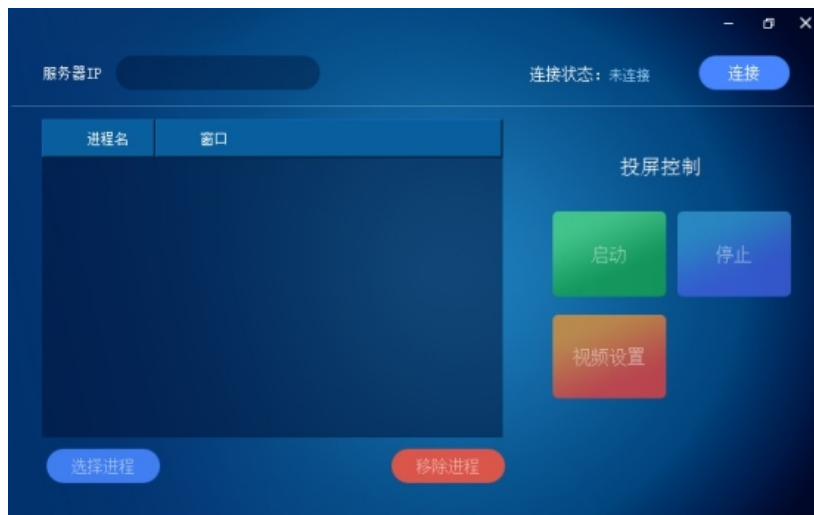 服务器IP
连接状态：未连接
连接
进程名
窗口
投屏控制
启动
停止
视频设置
选择进程
移除进程